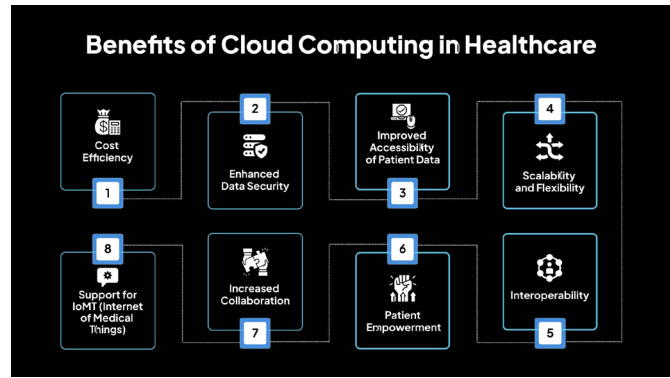 Benefits of Cloud Computing in Healthcare
Cost
Efficiency
1
2
Enhanced
Data Security
Improved
Accessibility
of Patient Data
3
4
Scalability
and Flexibility
Interoperability
5
6
Patient
Empowerment
Increased
Collaboration
7
8
Support for
IoMT (Internet
of Medical
Things)